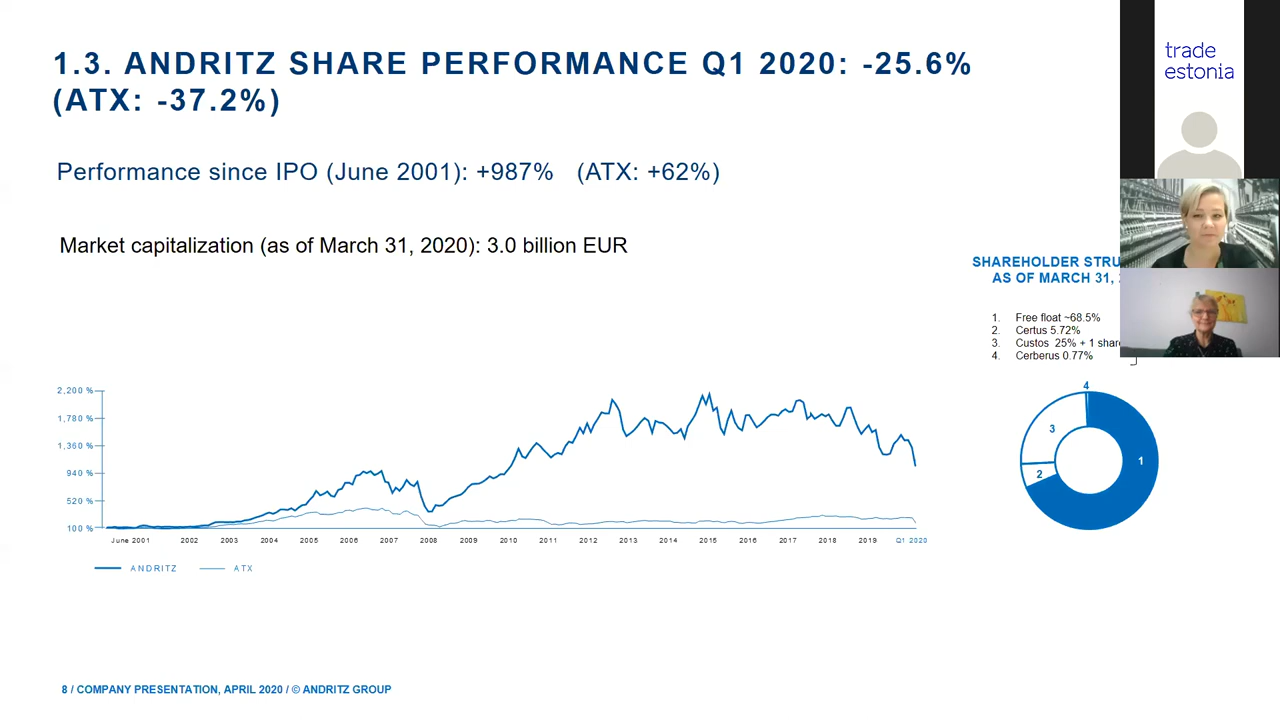 1.3. ANDRITZ SHARE PERFORMANCE Q1 2020: -25.6%
(ATX: -37.2%)
trade
estonia
Performance since IPO (June 2001): +987% (ATX: +62%)
Market capitalization (as of March 31, 2020): 3.0 billion EUR
SHAREHOLDER STRU
AS OF MARCH 31,
1. Free float ~68.5%
2. Certus 5.72%
3. Custos 25% + 1 shar
4. Cerberus 0.77%
2,200 %
1,780 %
1,360 %
940 %
520 %
100 %
June 2001 2002 2003 2004 2005 2006 2007 2008 2009 2010 2011 2012 2013 2014 2015 2016 2017 2018 2019 Q1 2020
ANDRITZ ATX
4
3
1
2
8 / COMPANY PRESENTATION, APRIL 2020 / © ANDRITZ GROUP